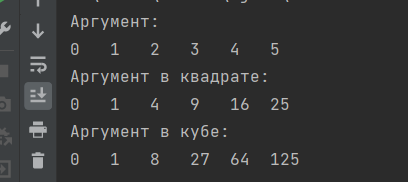 Аргумент:
0 1 2 3 4 5
Аргумент в квадрате:
0 1 4 9 16 25
Аргумент в кубе:
0 1 8 27 64 125